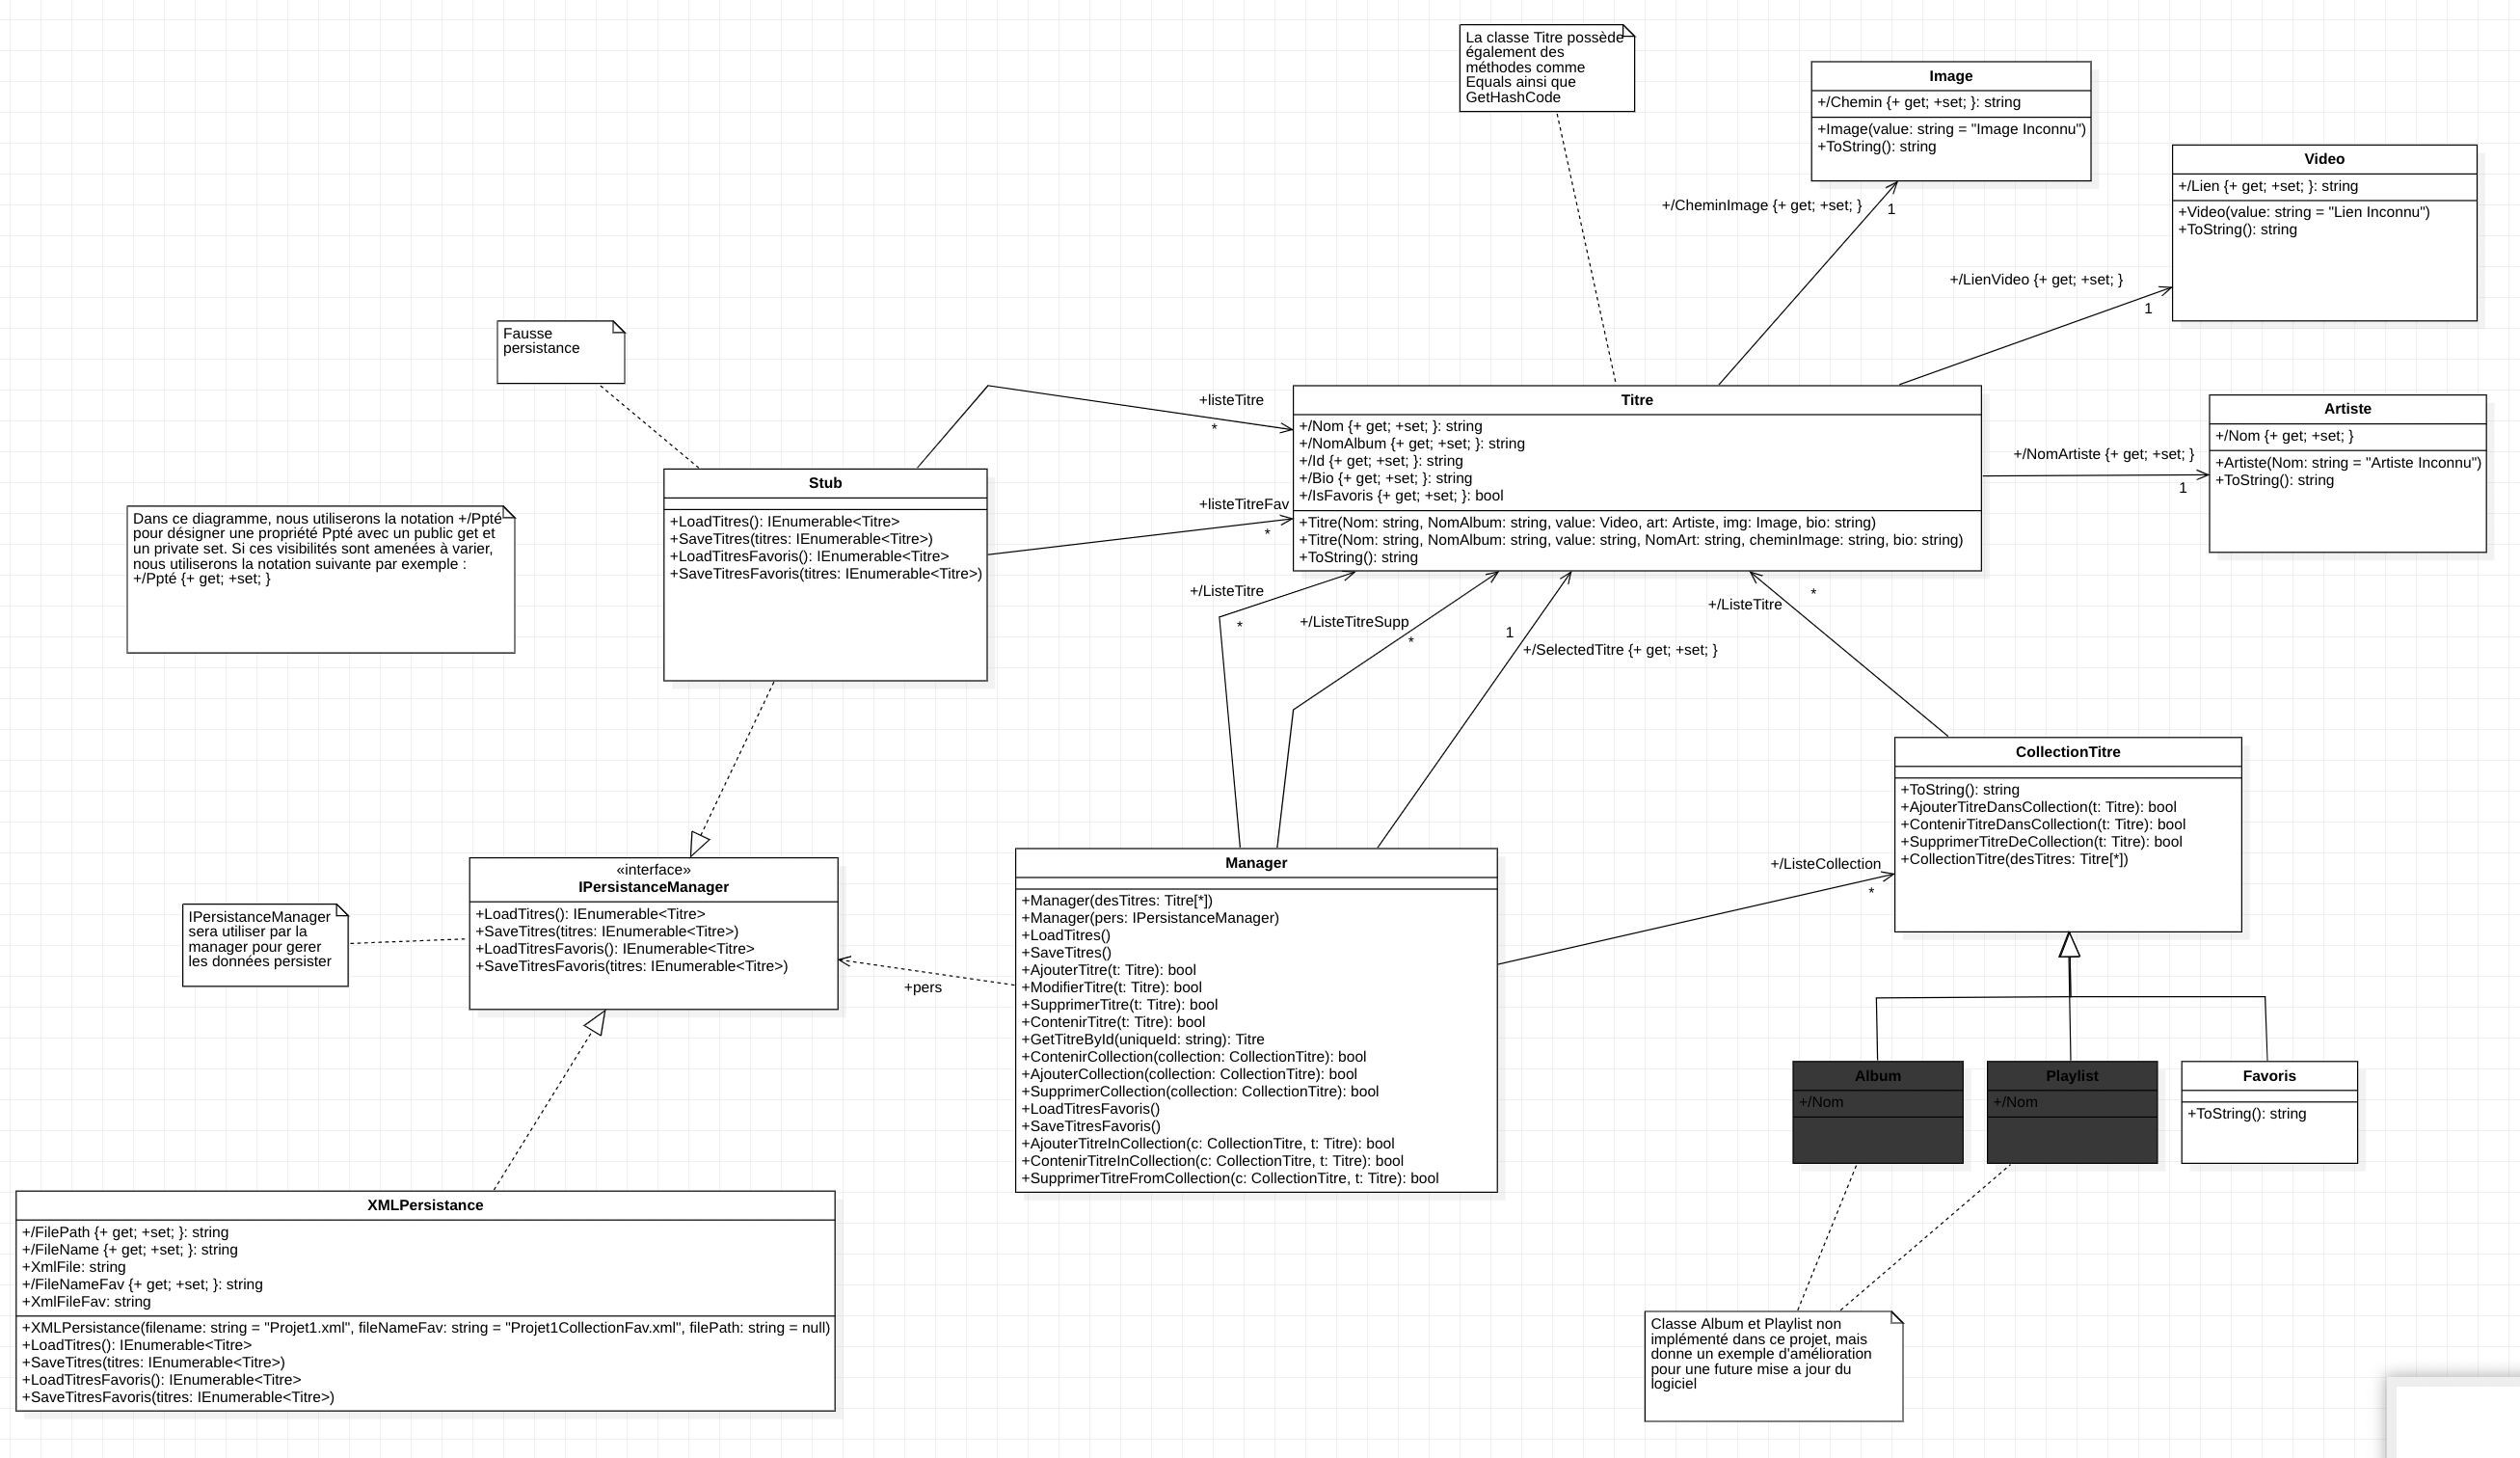 La classe Titre possède
également des
méthodes comme
Equals ainsi que
GetHashCode
Image
+/Chemin {+ get; +set; }: string
+Image(value: string = "Image Inconnu")
+ToString(): string
Video
+/Lien {+ get; +set; }: string
+Video(value: string = "Lien Inconnu")
+ToString(): string
+/CheminImage {+ get; +set; }
1
+/LienVideo {+ get; +set; }
1
Fausse
persistance
+listeTitre
*
Titre
+/Nom {+ get; +set; }: string
+/NomAlbum {+ get; +set; }: string
+/Id {+ get; +set; }: string
+/Bio {+ get; +set; }: string
+/IsFavoris {+ get; +set; }: bool
+Titre(Nom: string, NomAlbum: string, value: Video, art: Artiste, img: Image, bio: string)
+Titre(Nom: string, NomAlbum: string, value: string, NomArt: string, cheminImage: string, bio: string)
+ToString(): string
+/NomArtiste {+ get; +set; }
1
Artiste
+/Nom {+ get; +set; }
+Artiste(Nom: string = "Artiste Inconnu")
+ToString(): string
Stub
+LoadTitres(): IEnumerable<Titre>
+SaveTitres(titres: IEnumerable<Titre>)
+LoadTitresFavoris(): IEnumerable<Titre>
+SaveTitresFavoris(titres: IEnumerable<Titre>)
+listeTitreFav
*
Dans ce diagramme, nous utiliserons la notation +/Ppté
pour désigner une propriété Ppté avec un public get et
un private set. Si ces visibilités sont amenées à varier,
nous utiliserons la notation suivante par exemple :
+/Ppté {+ get; +set; }
+/ListeTitre
*
+/ListeTitreSupp
*
1
+/SelectedTitre {+ get; +set; }
*
+/ListeTitre
CollectionTitre
+ToString(): string
+AjouterTitreDansCollection(t: Titre): bool
+ContenirTitreDansCollection(t: Titre): bool
+SupprimerTitreDeCollection(t: Titre): bool
+CollectionTitre(desTitres: Titre[*])
«interface»
IPersistanceManager
+LoadTitres(): IEnumerable<Titre>
+SaveTitres(titres: IEnumerable<Titre>)
+LoadTitresFavoris(): IEnumerable<Titre>
+SaveTitresFavoris(titres: IEnumerable<Titre>)
IPersistanceManager
sera utiliser par la
manager pour gerer
les données persister
+pers
Manager
+Manager(desTitres: Titre[*])
+Manager(pers: IPersistanceManager)
+LoadTitres()
+SaveTitres()
+AjouterTitre(t: Titre): bool
+ModifierTitre(t: Titre): bool
+SupprimerTitre(t: Titre): bool
+ContenirTitre(t: Titre): bool
+GetTitreById(uniqueId: string): Titre
+ContenirCollection(collection: CollectionTitre): bool
+AjouterCollection(collection: CollectionTitre): bool
+SupprimerCollection(collection: CollectionTitre): bool
+LoadTitresFavoris()
+SaveTitresFavoris()
+AjouterTitreInCollection(c: CollectionTitre, t: Titre): bool
+ContenirTitreInCollection(c: CollectionTitre, t: Titre): bool
+SupprimerTitreFromCollection(c: CollectionTitre, t: Titre): bool
+/ListeCollection
*
Album
+/Nom
Playlist
+/Nom
Favoris
+ToString(): string
XMLPersistance
+/FilePath {+ get; +set; }: string
+/FileName {+ get; +set; }: string
+XmlFile: string
+/FileNameFav {+ get; +set; }: string
+XmlFileFav: string
+XMLPersistance(filename: string = "Projet1.xml", fileNameFav: string = "Projet1CollectionFav.xml", filePath: string = null)
+LoadTitres(): IEnumerable<Titre>
+SaveTitres(titres: IEnumerable<Titre>)
+LoadTitresFavoris(): IEnumerable<Titre>
+SaveTitresFavoris(titres: IEnumerable<Titre>)
Classe Album et Playlist non
implémenté dans ce projet, mais
donne un exemple d'amélioration
pour une future mise a jour du
logiciel